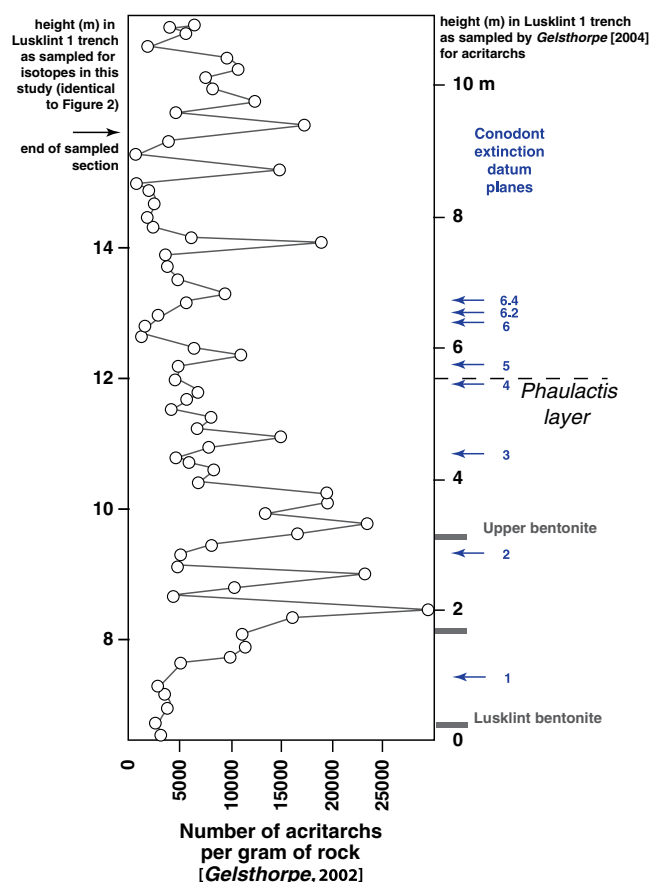 height (m) in
Lusklint 1 trench
as sampled for
isotopes in this
study (identical
to Figure 2)
end of sampled
section
14
12
10
8
height (m) in Lusklint 1 trench
as sampled by Gelsthorpe [2004]
for acritarchs
10 m
8
6
4
2
0
Conodont
extinction
datum
planes
6.4
6.2
6
5
4
Phaulactis
layer
3
Upper bentonite
2
1
Lusklint bentonite
0
5000
10000
15000
20000
25000
Number of acritarchs
per gram of rock
[Gelsthorpe, 2002]